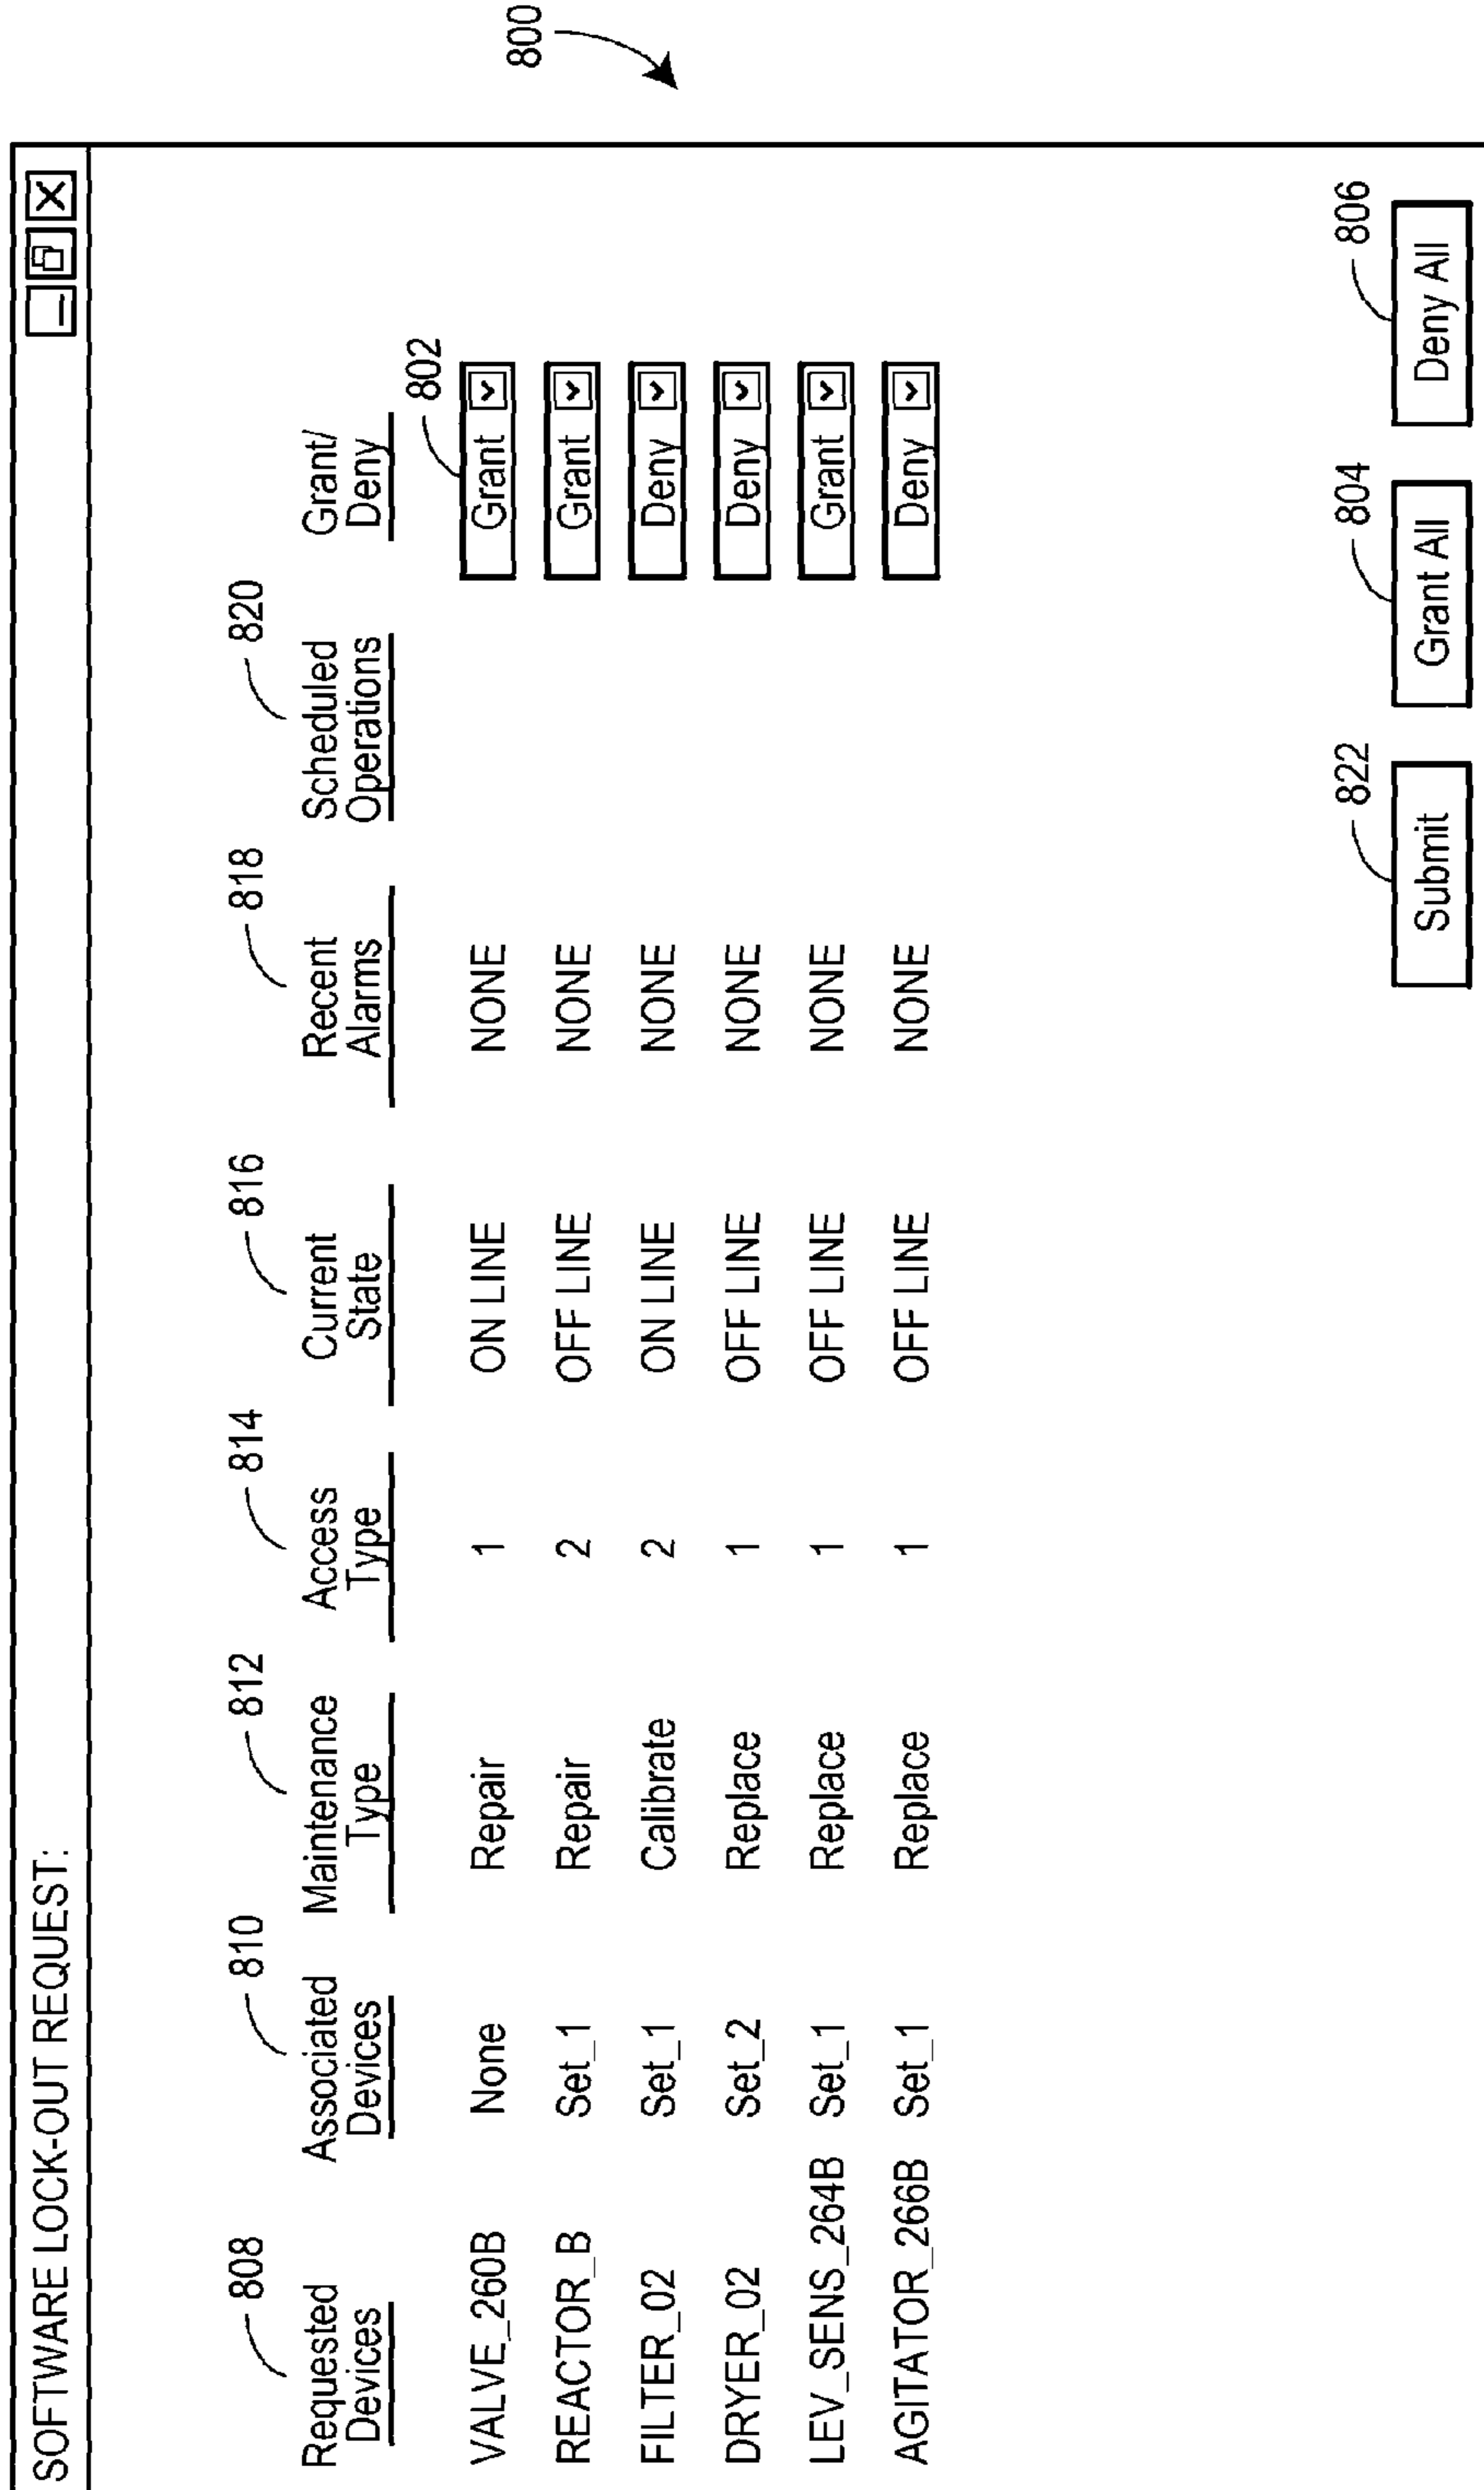 SOFTWARE LOCK-OUT REQUEST:
800
808 810 812 814 816 818 820
Requested Associated Maintenance Access Current Recent Scheduled Grant/
Devices Devices Type Type State Alarms Operations Deny
802
VALVE_260B None Repair 1 ON LINE NONE Grant
REACTOR_B Set_1 Repair 2 OFF LINE NONE Grant
FILTER_02 Set_1 Calibrate 2 ON LINE NONE Deny
DRYER_02 Set_2 Replace 1 OFF LINE NONE Deny
LEV_SENS_264B Set_1 Replace 1 OFF LINE NONE Grant
AGITATOR_266B Set_1 Replace 1 OFF LINE NONE Deny
822 804 806
Submit Grant All Deny All